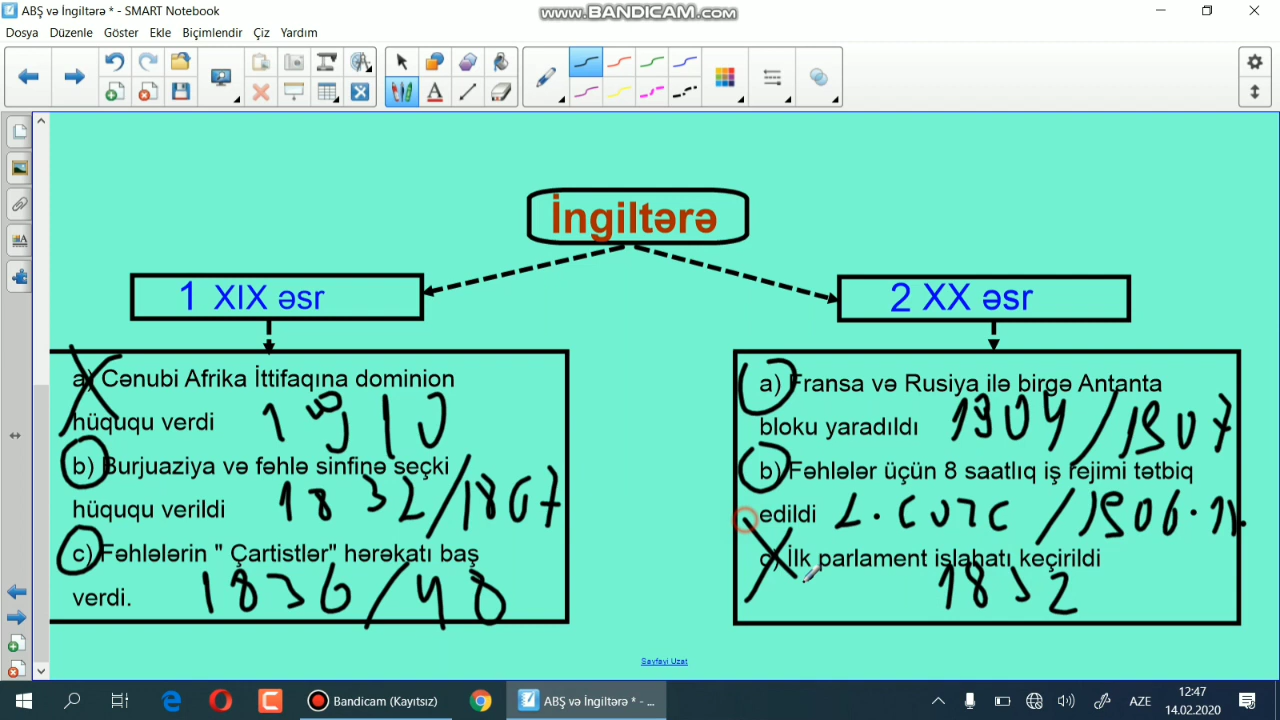 ABŞ və İngiltərə * - SMART Notebook
www.BANDICAM.com
Dosya Düzenle Göster Ekle Biçimlendir Çiz Yardım
İngiltərə
1 XIX əsr
2 XX əsr
a) Cənubi Afrika İttifaqına dominion
hüququ verdi 1910
b) Burjuaziya və fəhlə sinfinə seçki
hüququ verildi 1832/1867
c) Fəhlələrin " Çartistlər" hərəkatı baş
verdi. 1836/48
a) Fransa və Rusiya ilə birgə Antanta
bloku yaradıldı 1904/1907
b) Fəhlələr üçün 8 saatlıq iş rejimi tətbiq
edildi L. Corc /1906.
c) İlk parlament islahatı keçirildi
1832
Sayfayi Uzat
Bandicam (Kayıtsız)
ABŞ və İngiltərə * - ...
AZE
12:47
14.02.2020